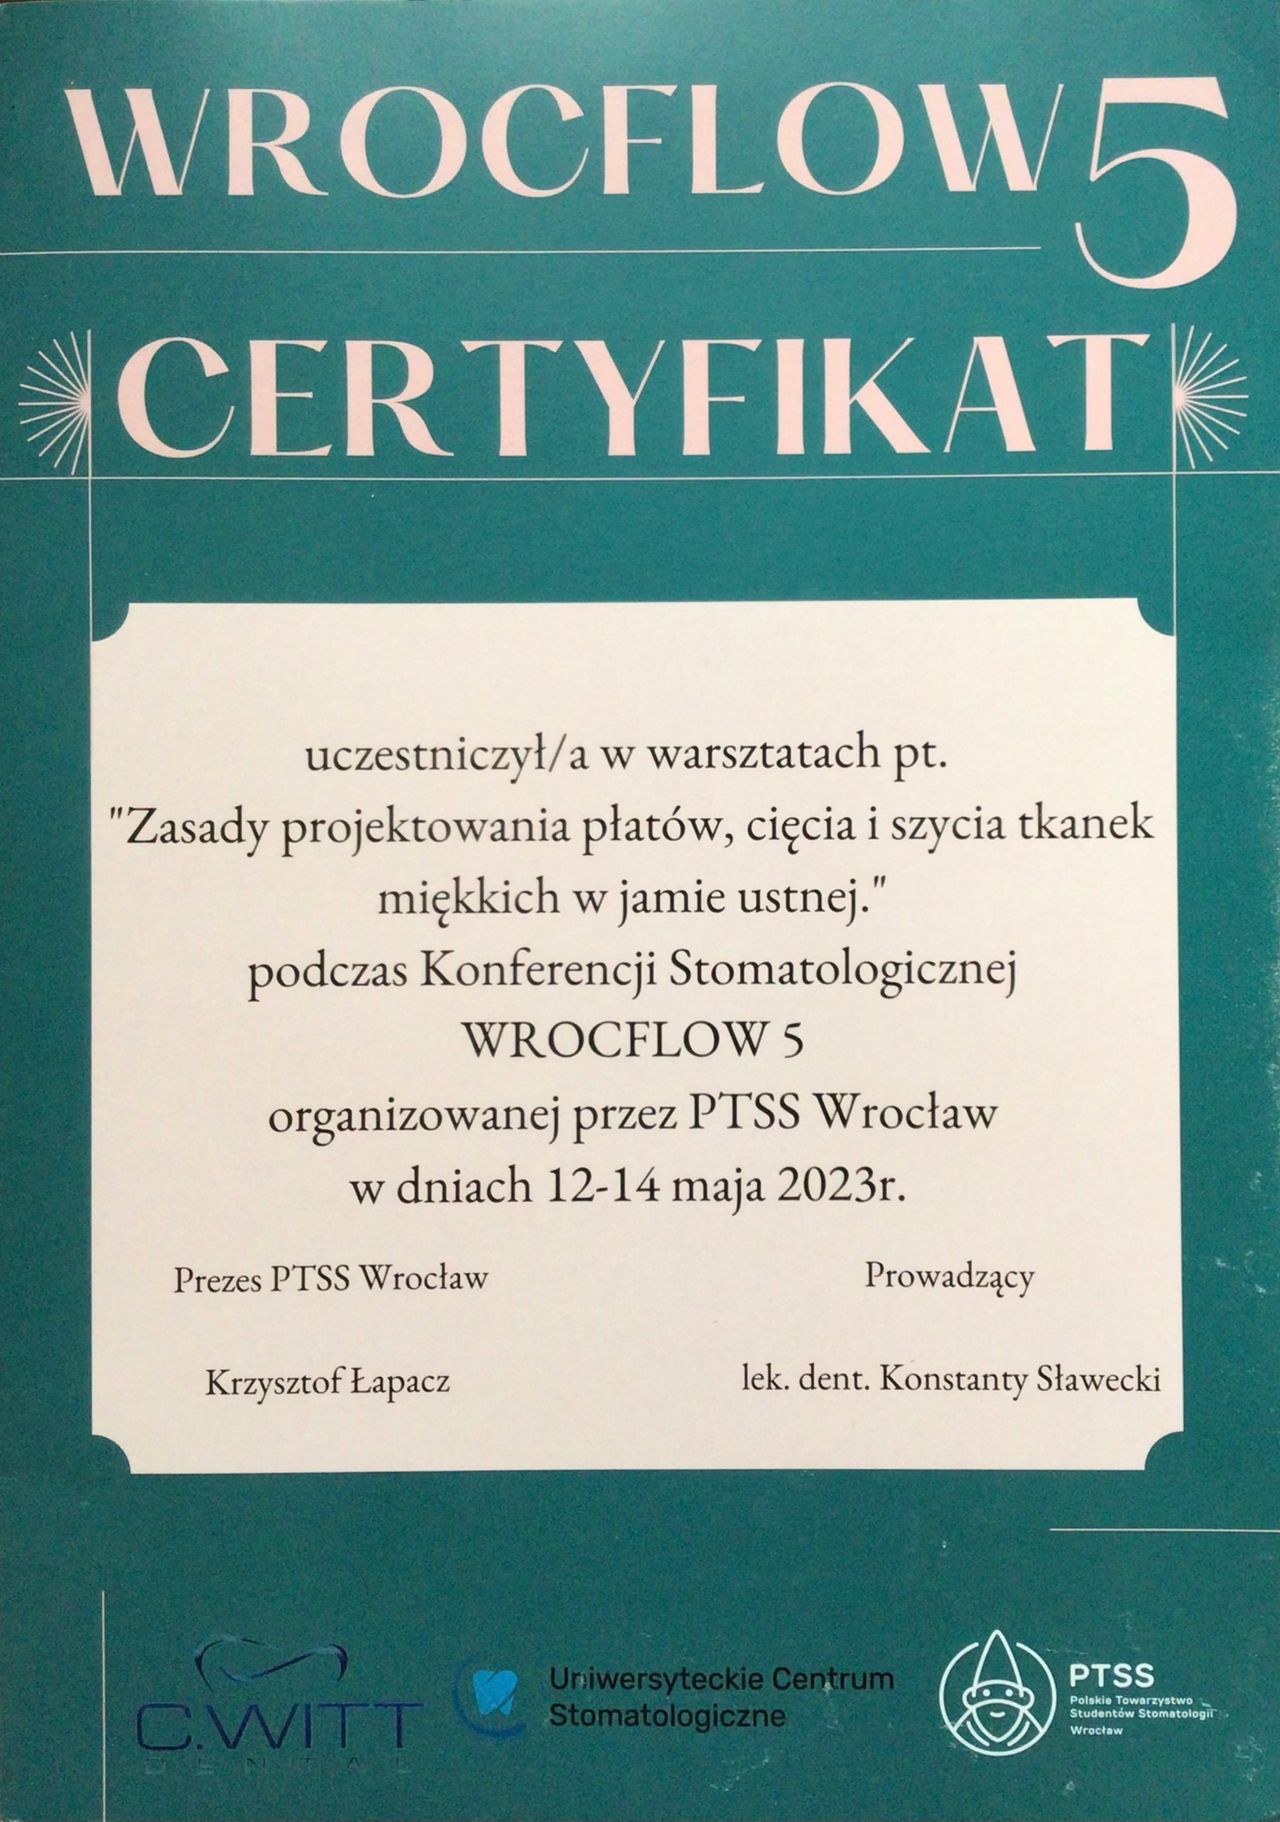 WROCFLOW 5
CERTYFIKAT
uczestniczył/a w warsztatach pt.
"Zasady projektowania płatów, cięcia i szycia tkanek
miękkich w jamie ustnej."
podczas Konferencji Stomatologicznej
WROCFLOW 5
organizowanej przez PTSS Wrocław
w dniach 12-14 maja 2023r.
Prezes PTSS Wrocław
Prowadzący
Krzysztof Łapacz
lek. dent. Konstanty Sławecki
C.WITT
DENTAL
Uniwersyteckie Centrum
Stomatologiczne
PTSS
Polskie Towarzystwo
Studentów Stomatologii
Wrocław